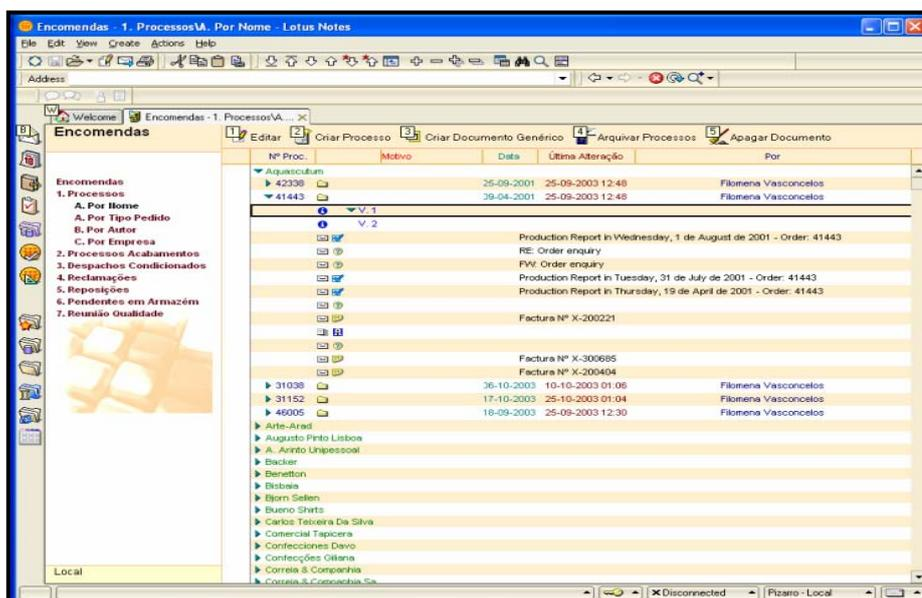 Encomendas - 1. Processos\A. Por Nome - Lotus Notes
File Edit View Create Actions Help
Address
Welcome Encomendas - 1. Processos\A....
Encomendas
1 Editar 2 Criar Processo 3 Criar Documento Genérico 4 Arquivar Processos 5 Apagar Documento
Nº Proc. Motivo Data Última Alteração Por
Encomendas
1. Processos
A. Por Nome
A. Por Tipo Pedido
B. Por Autor
C. Por Empresa
2. Processos Acabamento
3. Despachos Condicionados
4. Reclamações
5. Reposições
6. Pendentes em Armazém
7. Reunião Qualidade
Local
Aquascutum
42338 25-09-2001 25-09-2003 12:48 Filomena Vasconcelos
41443 09-04-2001 25-09-2003 12:48 Filomena Vasconcelos
V. 1
V. 2
Production Report in Wednesday, 1 de August de 2001 - Order: 41443
RE: Order enquiry
FW: Order enquiry
Production Report in Tuesday, 31 de July de 2001 - Order: 41443
Production Report in Thursday, 19 de April de 2001 - Order: 41443
Factura Nº X-200221
Factura Nº X-300685
Factura Nº X-200404
31038 06-10-2003 10-10-2003 01:06 Filomena Vasconcelos
31152 17-10-2003 25-10-2003 01:04 Filomena Vasconcelos
46005 18-09-2003 25-09-2003 12:30 Filomena Vasconcelos
Arte-Arad
Augusto Pinto Lisboa
A. Arinto Unipessoal
Backer
Benetton
Bisbaia
Bjorn Sellen
Bueno Shirts
Carlos Teixeira Da Silva
Comercial Tapicera
Confecciones Davo
Confecções Giliana
Correia & Companhia
Correia & Companhia Sa
Disconnected Pizarro - Local